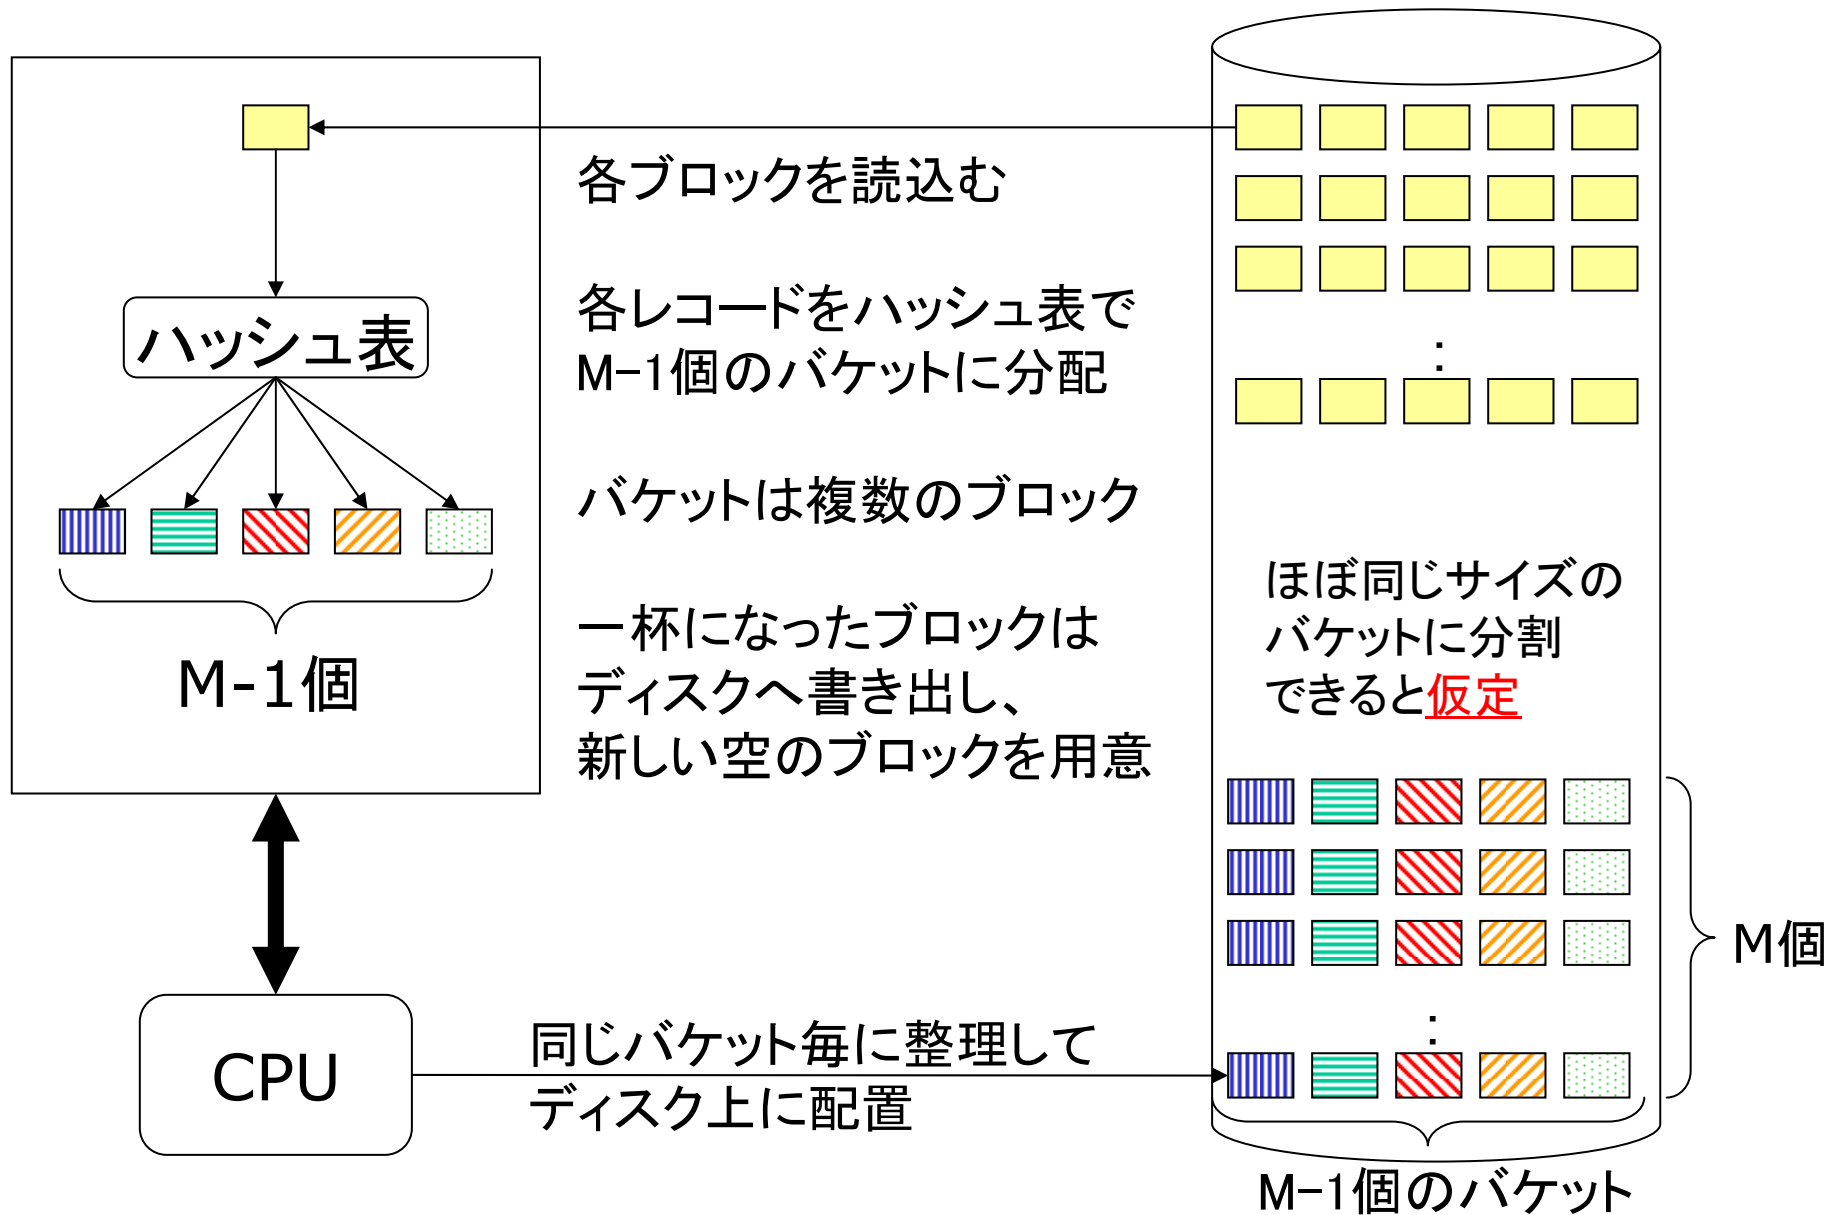 各ブロックを読込む
ハッシュ表
各レコードをハッシュ表で
M-1個のバケットに分配
バケットは複数のブロック
一杯になったブロックは
ディスクへ書き出し、
新しい空のブロックを用意
M-1個
:
ほぼ同じサイズの
バケットに分割
できると仮定
M個
CPU
同じバケット毎に整理して
ディスク上に配置
:
M-1個のバケット